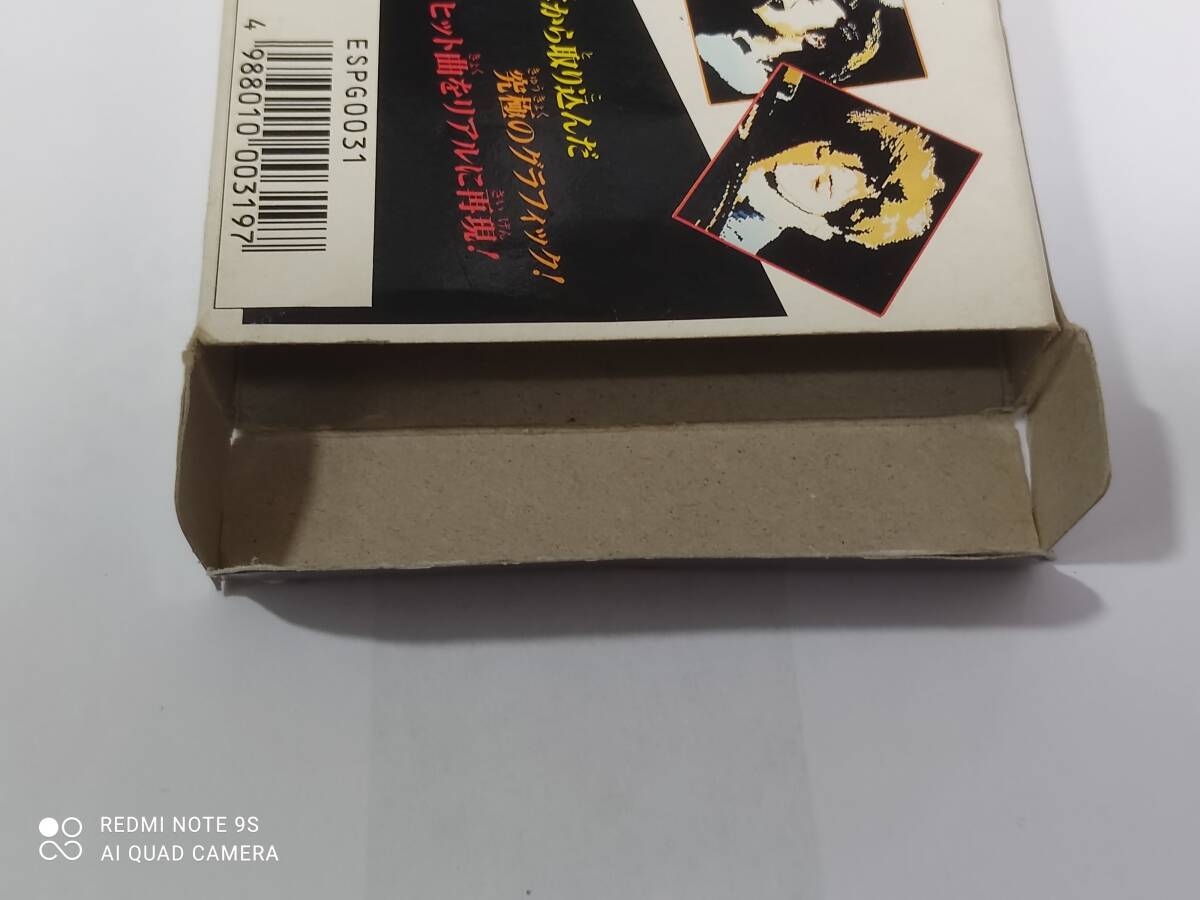 から取り込んだ
究極のグラフィック!
ヒット曲をリアルに再現!
ESPG0031
4 988010 003197
REDMI NOTE 9S
AI QUAD CAMERA